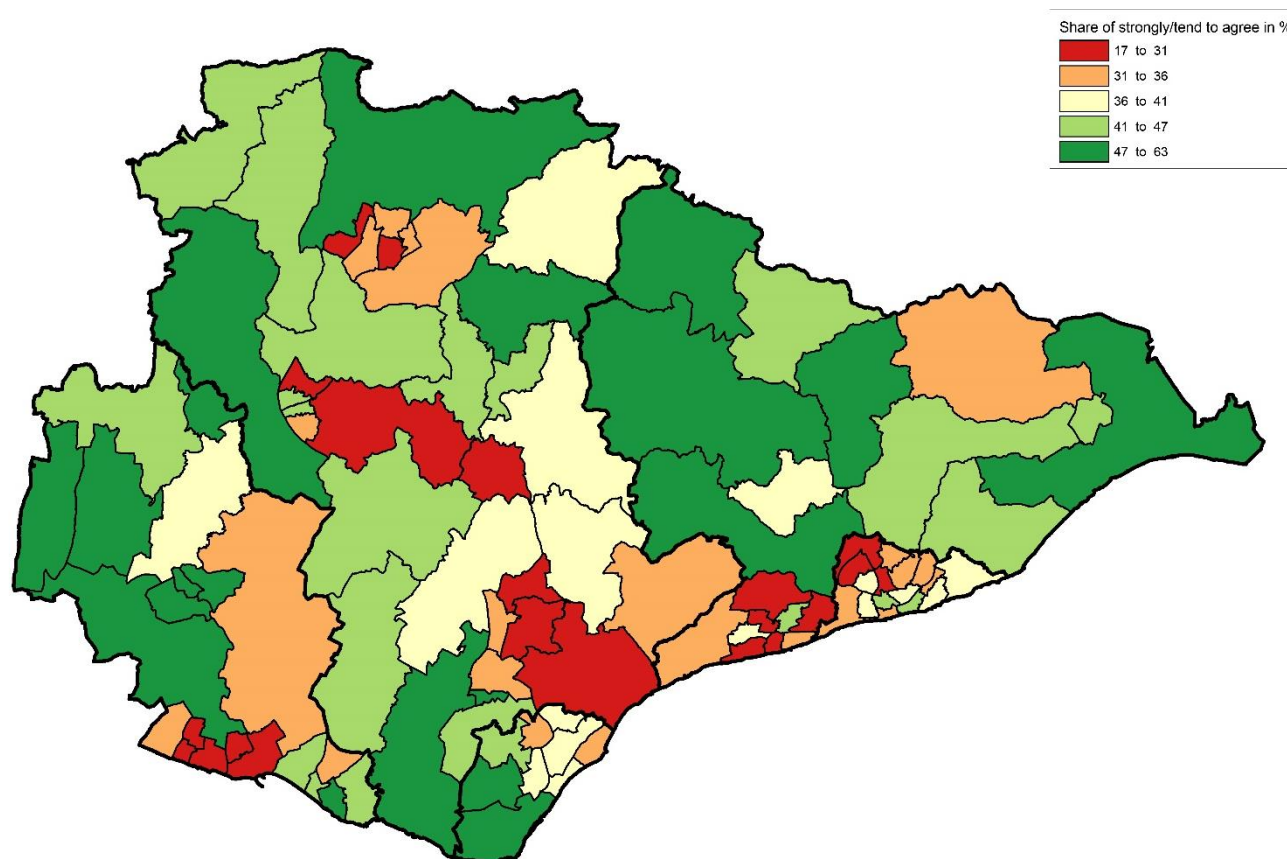 Share of strongly/tend to agree in %
17 to 31
31 to 36
36 to 41
41 to 47
47 to 63